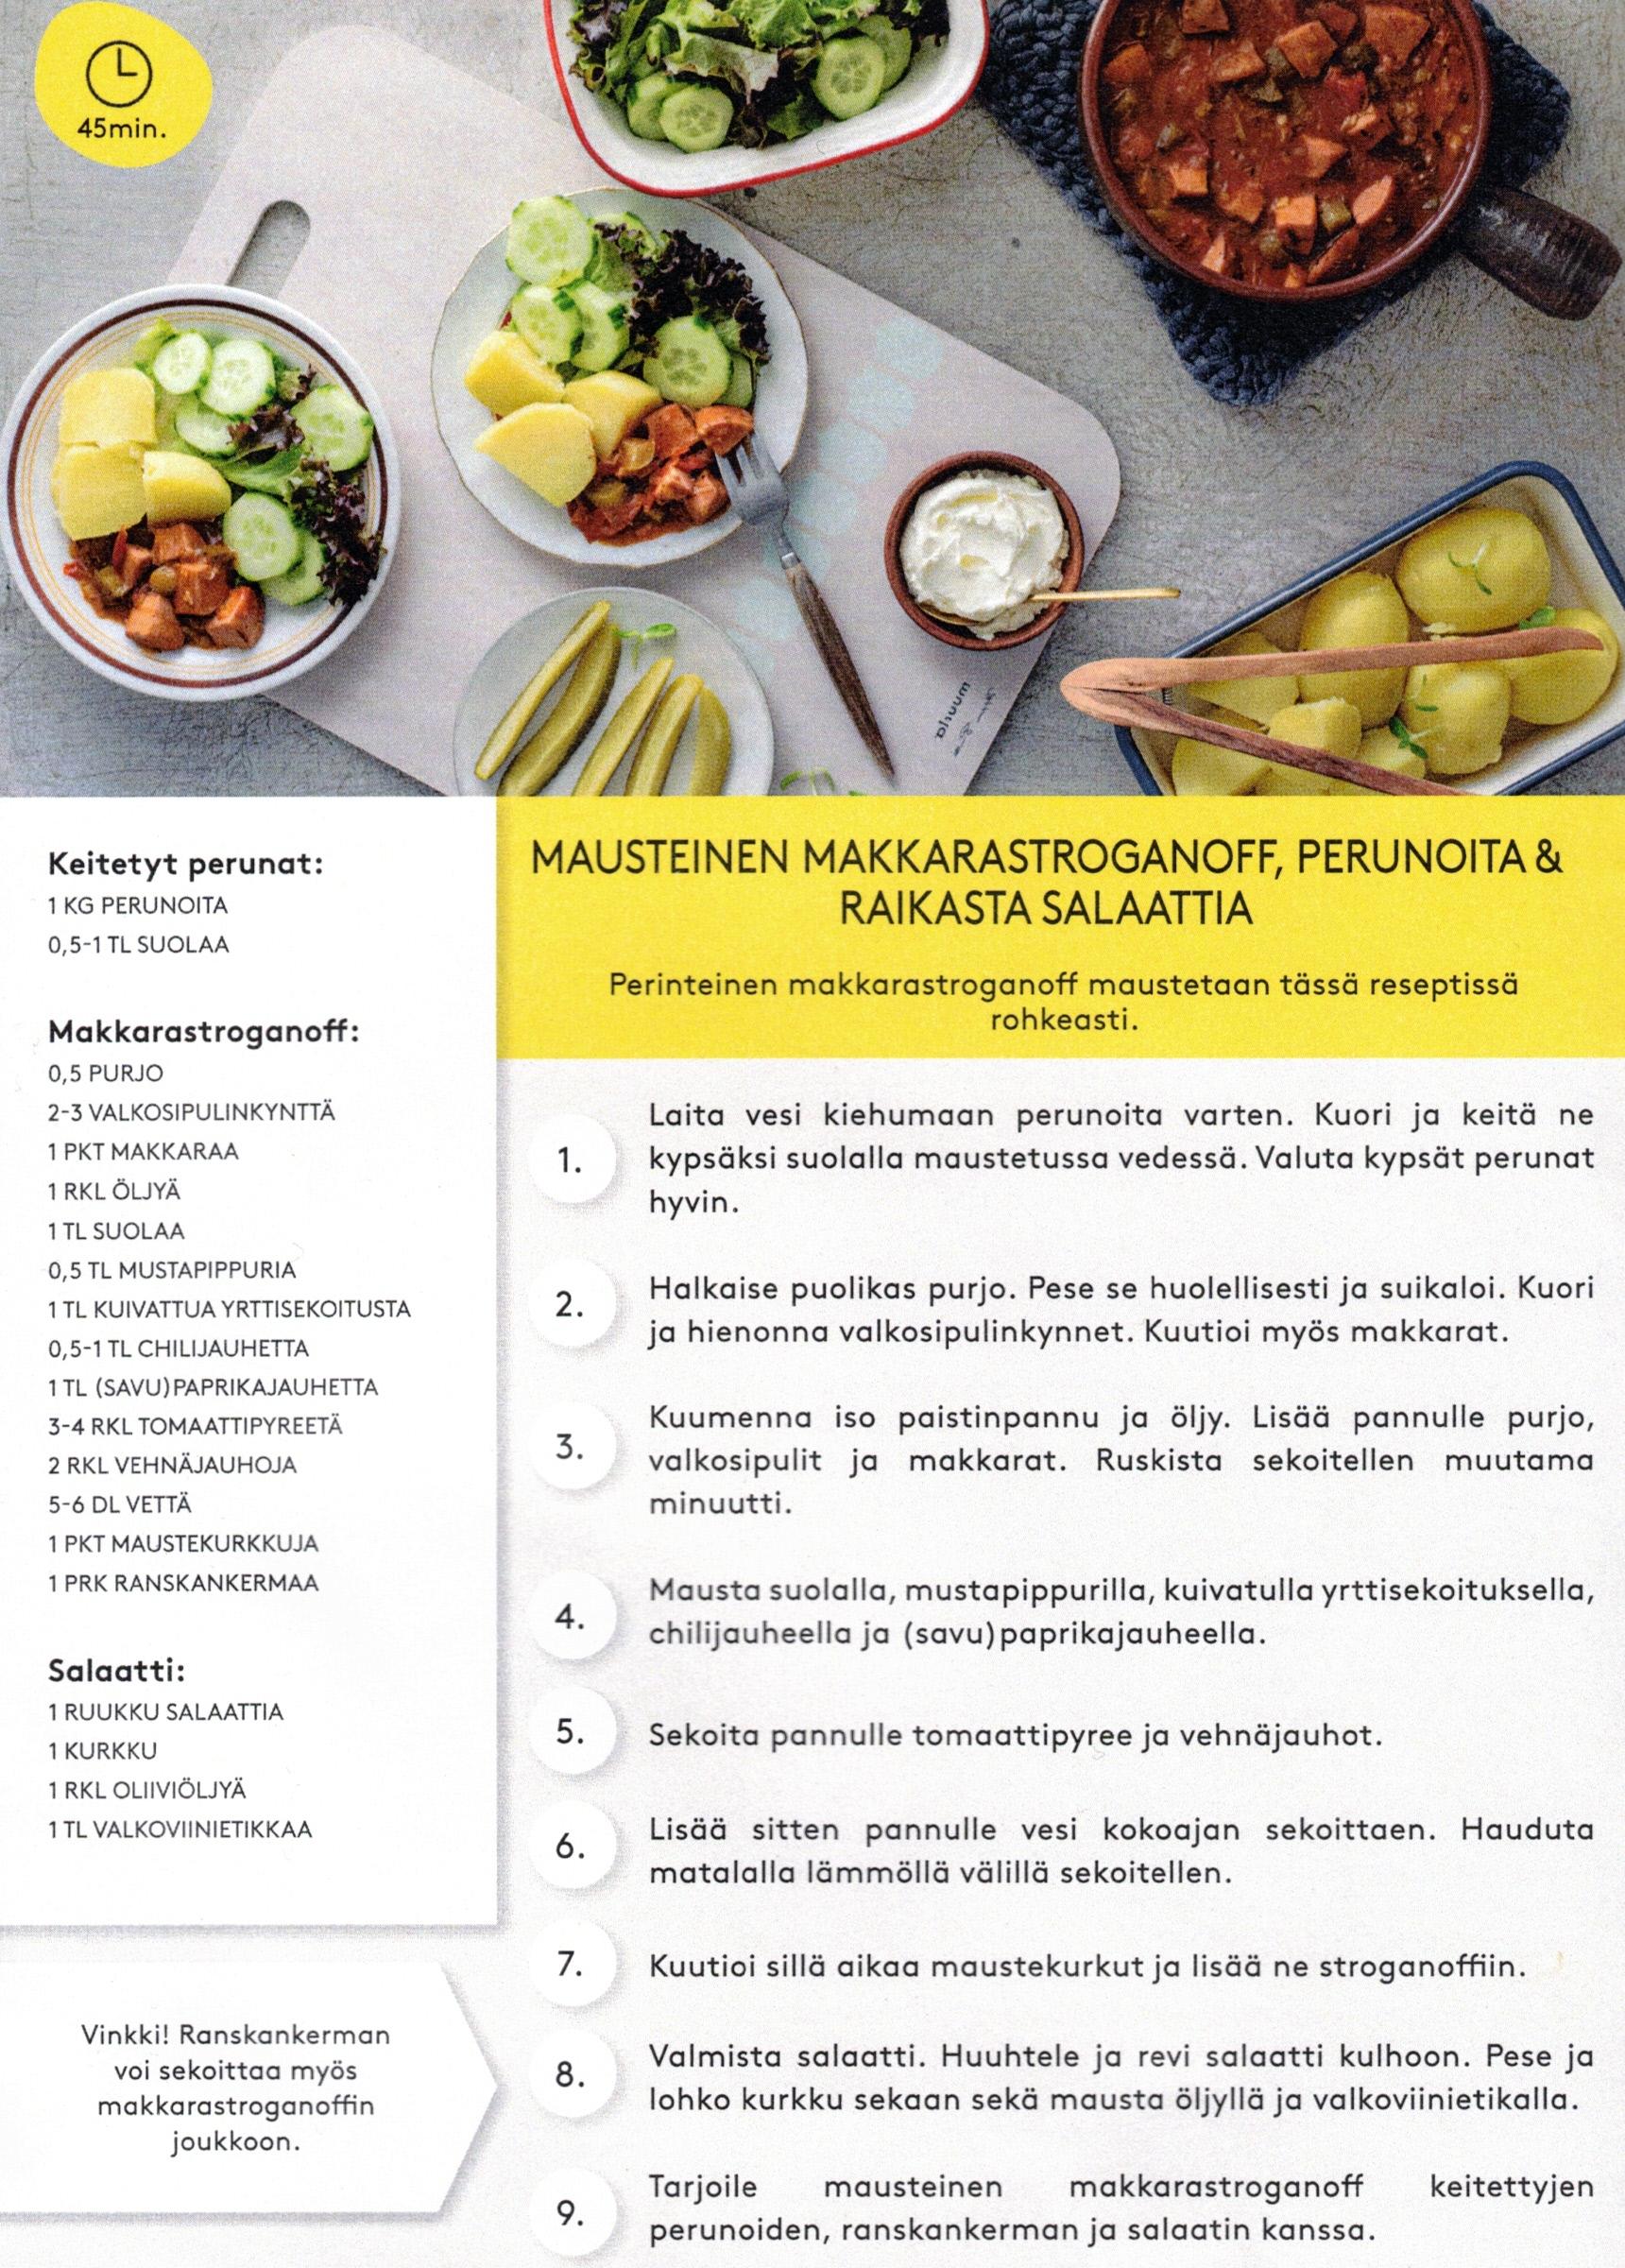 45min.
muurla
Keitetyt perunat:
1 KG PERUNOITA
0,5-1 TL SUOLAA
Makkarastroganoff:
0,5 PURJO
2-3 VALKOSIPULINKYNTTÄ
1 PKT MAKKARAA
1 RKL ÖLJYÄ
1 TL SUOLAA
0,5 TL MUSTAPIPPURIA
1 TL KUIVATTUA YRTTISEKOITUSTA
0,5-1 TL CHILIJAUHETTA
1 TL (SAVU)PAPRIKAJAUHETTA
3-4 RKL TOMAATTIPYREETÄ
2 RKL VEHNÄJAUHOJA
5-6 DL VETTÄ
1 PKT MAUSTEKURKKUJA
1 PRK RANSKANKERMAA
Salaatti:
1 RUUKKU SALAATTIA
1 KURKKU
1 RKL OLIIVIÖLJYÄ
1 TL VALKOVIINIETIKKAA
Vinkki! Ranskankerman
voi sekoittaa myös
makkarastroganoffin
joukkoon.
MAUSTEINEN MAKKARASTROGANOFF, PERUNOITA &
RAIKASTA SALAATTIA
Perinteinen makkarastroganoff maustetaan tässä reseptissä
rohkeasti.
1.
Laita vesi kiehumaan perunoita varten. Kuori ja keitä ne
kypsäksi suolalla maustetussa vedessä. Valuta kypsät perunat
hyvin.
2.
Halkaise puolikas purjo. Pese se huolellisesti ja suikaloi. Kuori
ja hienonna valkosipulinkynnet. Kuutioi myös makkarat.
3.
Kuumenna iso paistinpannu ja öljy. Lisää pannulle purjo,
valkosipulit ja makkarat. Ruskista sekoitellen muutama
minuutti.
4.
Mausta suolalla, mustapippurilla, kuivatulla yrttisekoituksella,
chilijauheella ja (savu)paprikajauheella.
5.
Sekoita pannulle tomaattipyree ja vehnäjauhot.
6.
Lisää sitten pannulle vesi kokoajan sekoittaen. Hauduta
matalalla lämmöllä välillä sekoitellen.
7.
Kuutioi sillä aikaa maustekurkut ja lisää ne stroganoffiin.
8.
Valmista salaatti. Huuhtele ja revi salaatti kulhoon. Pese ja
lohko kurkku sekaan sekä mausta öljyllä ja valkoviinietikalla.
9.
Tarjoile mausteinen makkarastroganoff keitettyjen
perunoiden, ranskankerman ja salaatin kanssa.